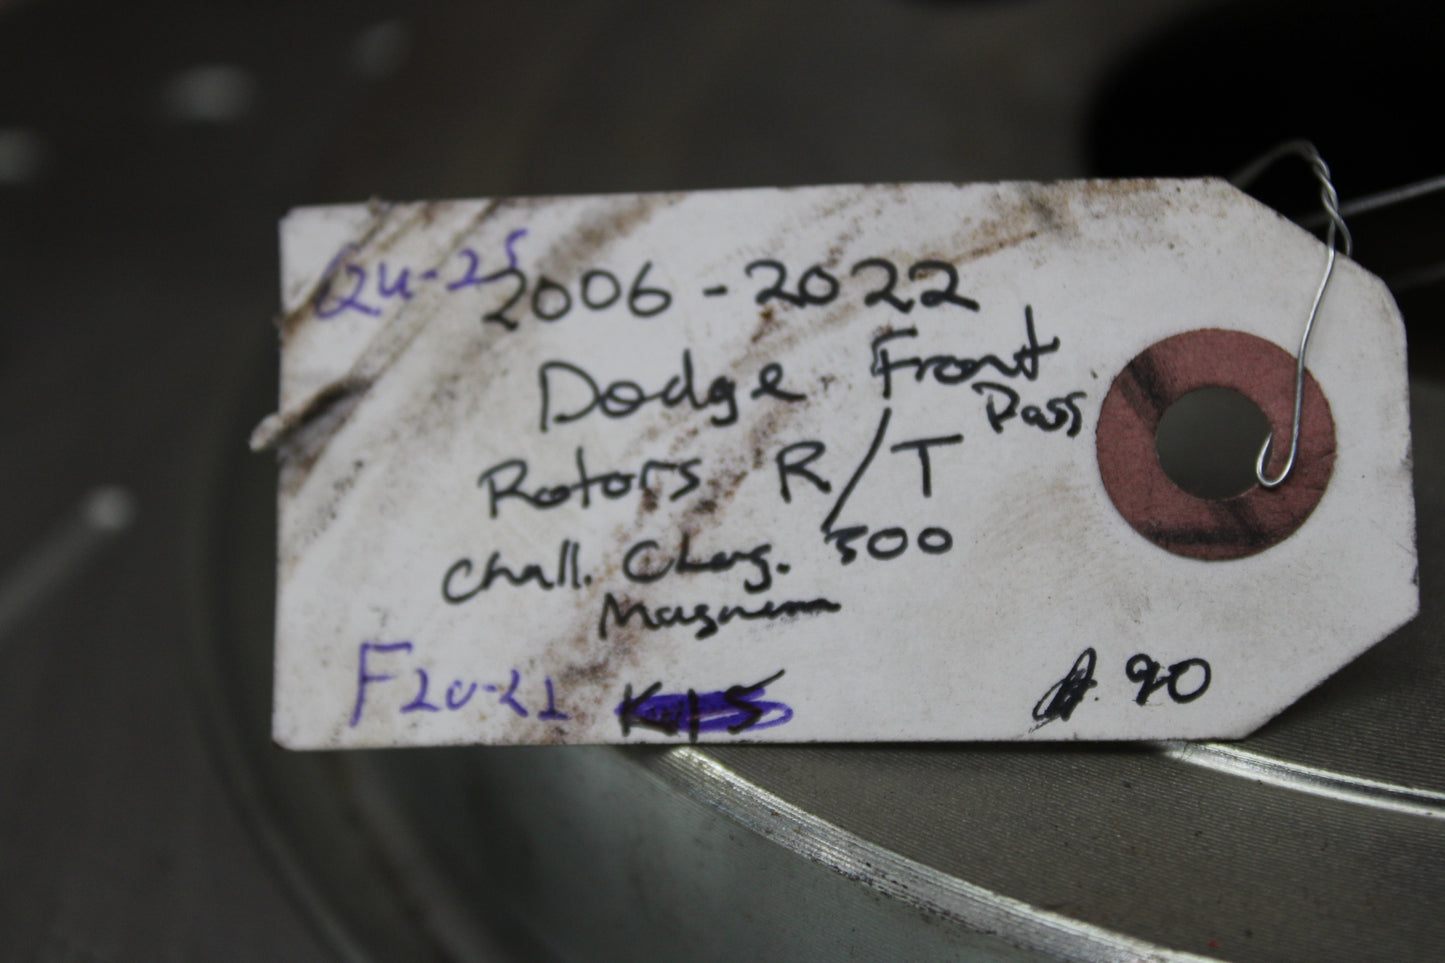 Q4-25
2006-2022
Dodge Front
Pass
Rotors R/T
Chall. Charg. 300
Magnum
F20-21
K15
90